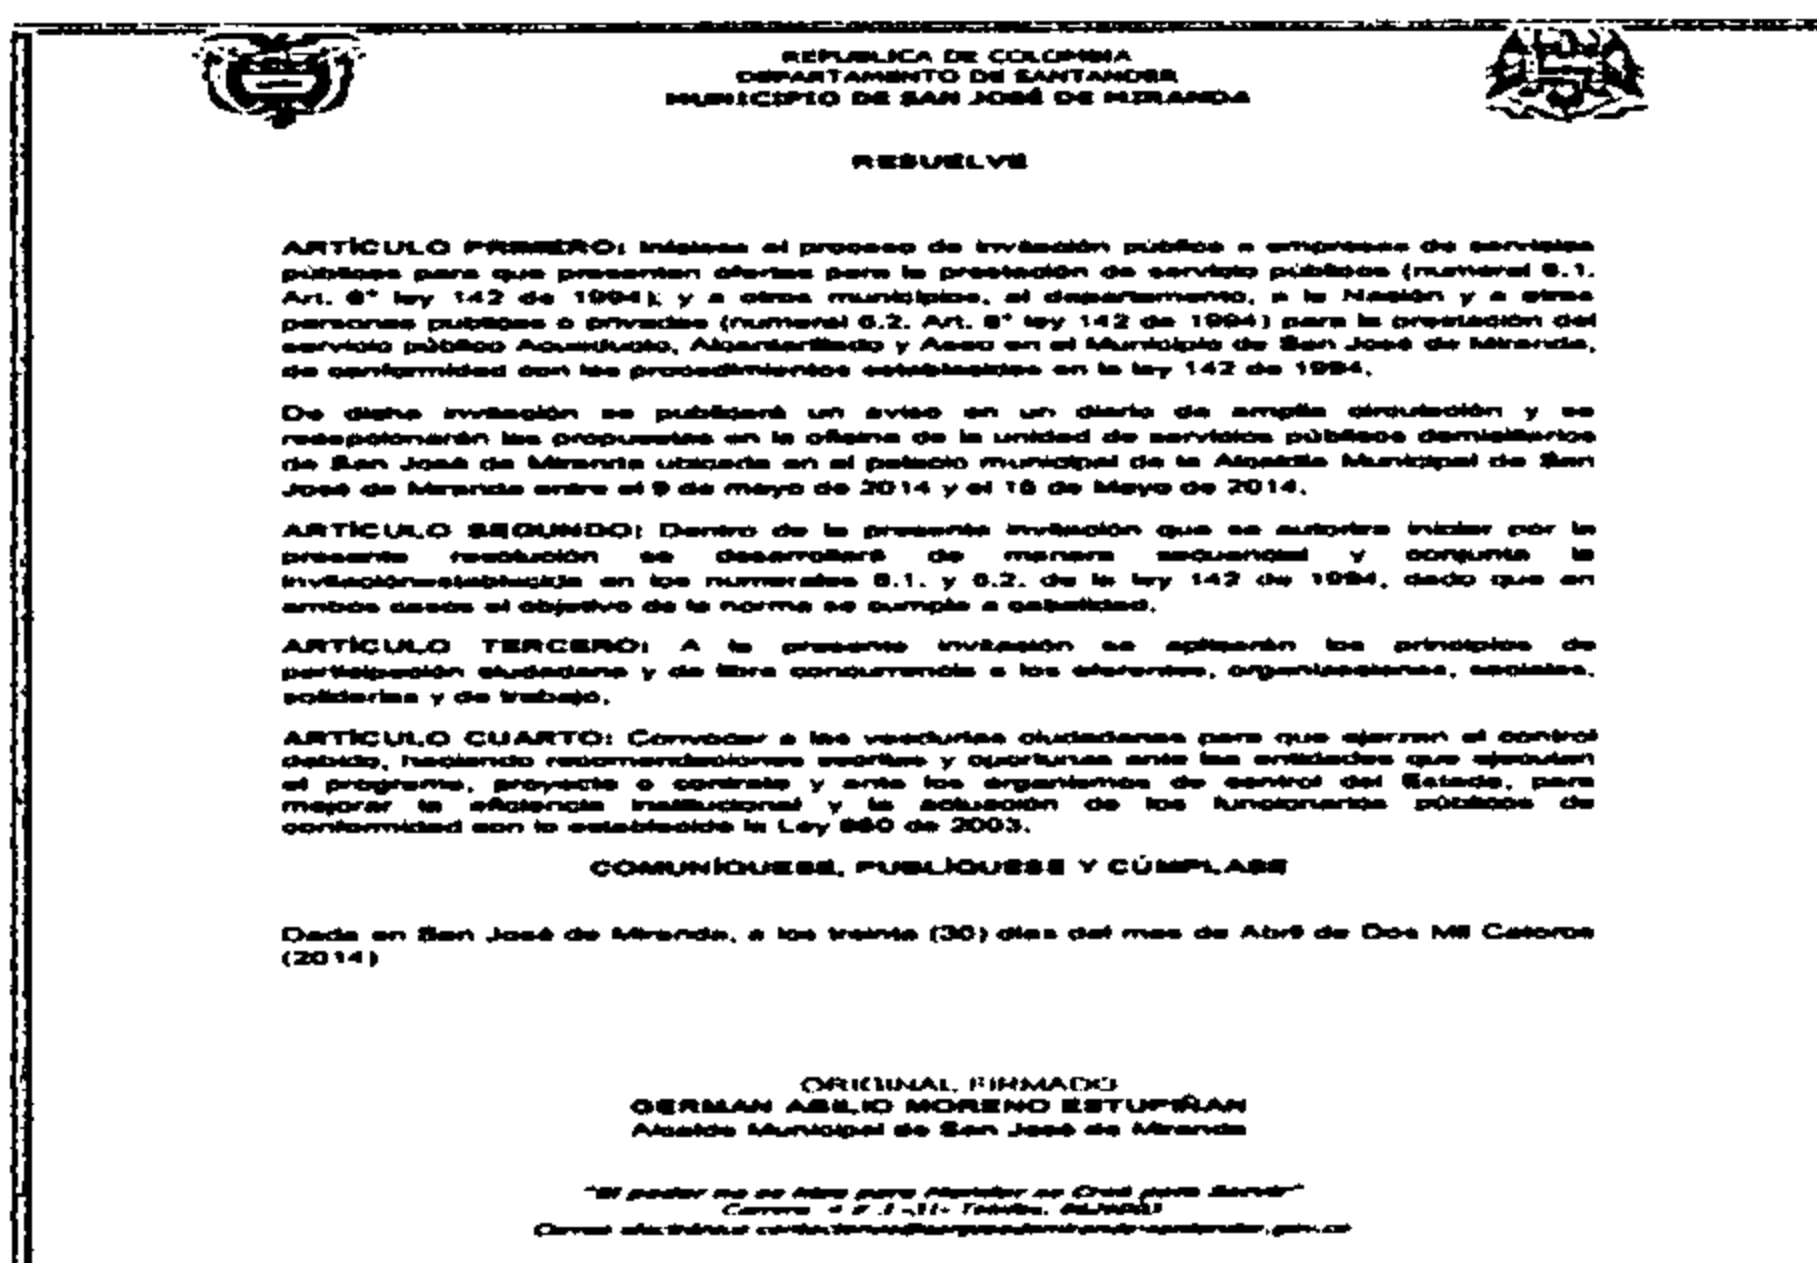 REPUBLICA DE COLOMBIA
DEPARTAMENTO DE SANTANDER
MUNICIPIO DE SAN JOSÉ DE MIRANDA
RESUELVE
ARTÍCULO PRIMERO: Iníciese el proceso de invitación pública a empresas de servicios
públicos para que presenten ofertas para la prestación de servicio públicos (numeral 6.1.
Art. 6° ley 142 de 1994); y a otros municipios, al departamento, a la Nación y a otras
personas publicas o privadas (numeral 6.2. Art. 6° ley 142 de 1994) para la prestación del
servicio público Acueducto, Alcantarillado y Aseo en el Municipio de San José de Miranda,
de conformidad con los procedimientos establecidos en la ley 142 de 1994.
De dicha invitación se publicará un aviso en un diario de amplia circulación y se
recepcionarán las propuestas en la oficina de la unidad de servicios públicos domiciliarios
de San José de Miranda ubicada en el palacio municipal de la Alcaldía Municipal de San
José de Miranda entre el 9 de mayo de 2014 y el de Mayo de 2014.
ARTÍCULO SEGUNDO: Dentro de la presente invitación que se autoriza iniciar por la
presente resolución se desarrollará de manera secuencial y conjunta la
invitaciónestablecida en los numerales 6.1. y 6.2. de la ley 142 de 1994, dado que en
ambos casos el objetivo de la norma se cumple a cabalidad.
ARTÍCULO TERCERO: A la presente invitación se aplicarán los principios de
participación ciudadana y de libre concurrencia a los oferentes, organizaciones, sociales,
solidarias y de trabajo.
ARTÍCULO CUARTO: Convocar a las veedurías ciudadanas para que ejerzan el control
debido, haciendo recomendaciones escritas y oportunas ante las entidades que ejecutan
el programa, proyecto o contrato y ante los organismos de control del Estado, para
mejorar la eficiencia institucional y la actuación de los funcionarios públicos de
conformidad con lo establecido la Ley 850 de 2003.
COMUNÍQUESE, PUBLÍQUESE Y CÚMPLASE
Dada en San José de Miranda, a los treinta (30) días del mes de Abril de Dos Mil Catorce
(2014)
ORIGINAL FIRMADO
GERMAN ABILIO MORENO ESTUPIÑAN
Alcalde Municipal de San José de Miranda
"El poder no se hizo para Mandar se Creó para Servir"
Carrera
Correo electrónico